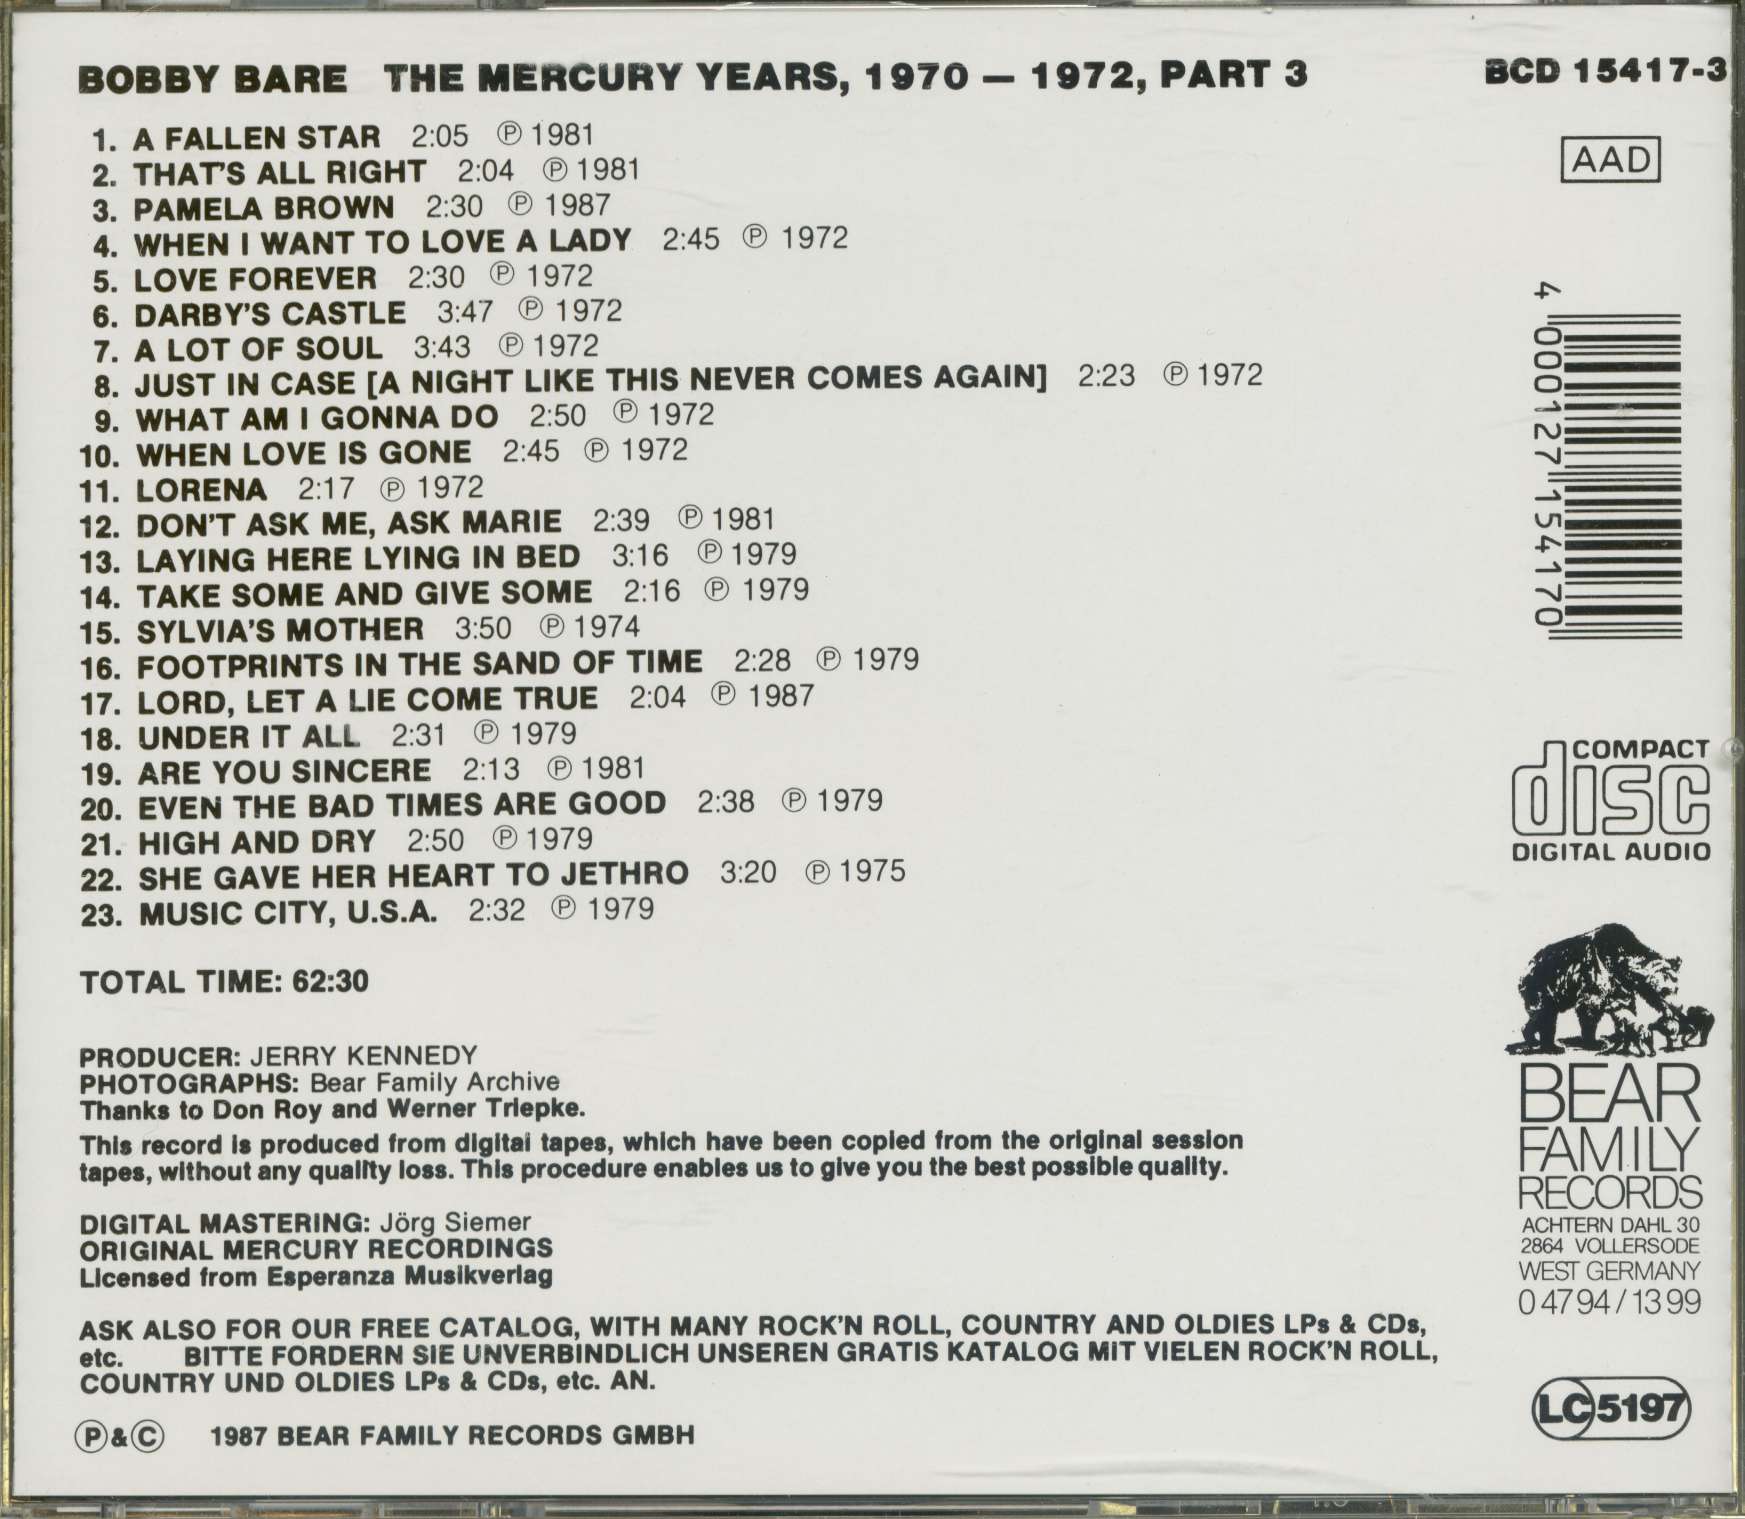 BOBBY BARE THE MERCURY YEARS, 1970 — 1972, PART 3
BCD 15417-3
1. A FALLEN STAR 2:05 Ⓟ 1981
2. THAT'S ALL RIGHT 2:04 Ⓟ 1981
3. PAMELA BROWN 2:30 Ⓟ 1987
4. WHEN I WANT TO LOVE A LADY 2:45 Ⓟ 1972
5. LOVE FOREVER 2:30 Ⓟ 1972
6. DARBY'S CASTLE 3:47 Ⓟ 1972
7. A LOT OF SOUL 3:43 Ⓟ 1972
8. JUST IN CASE [A NIGHT LIKE THIS NEVER COMES AGAIN] 2:23 Ⓟ 1972
9. WHAT AM I GONNA DO 2:50 Ⓟ 1972
10. WHEN LOVE IS GONE 2:45 Ⓟ 1972
11. LORENA 2:17 Ⓟ 1972
12. DON'T ASK ME, ASK MARIE 2:39 Ⓟ 1981
13. LAYING HERE LYING IN BED 3:16 Ⓟ 1979
14. TAKE SOME AND GIVE SOME 2:16 Ⓟ 1979
15. SYLVIA'S MOTHER 3:50 Ⓟ 1974
16. FOOTPRINTS IN THE SAND OF TIME 2:28 Ⓟ 1979
17. LORD, LET A LIE COME TRUE 2:04 Ⓟ 1987
18. UNDER IT ALL 2:31 Ⓟ 1979
19. ARE YOU SINCERE 2:13 Ⓟ 1981
20. EVEN THE BAD TIMES ARE GOOD 2:38 Ⓟ 1979
21. HIGH AND DRY 2:50 Ⓟ 1979
22. SHE GAVE HER HEART TO JETHRO 3:20 Ⓟ 1975
23. MUSIC CITY, U.S.A. 2:32 Ⓟ 1979
TOTAL TIME: 62:30
PRODUCER: JERRY KENNEDY
PHOTOGRAPHS: Bear Family Archive
Thanks to Don Roy and Werner Triepke.
This record is produced from digital tapes, which have been copied from the original session
tapes, without any quality loss. This procedure enables us to give you the best possible quality.
DIGITAL MASTERING: Jörg Siemer
ORIGINAL MERCURY RECORDINGS
Licensed from Esperanza Musikverlag
ASK ALSO FOR OUR FREE CATALOG, WITH MANY ROCK'N ROLL, COUNTRY AND OLDIES LPs & CDs,
etc. BITTE FORDERN SIE UNVERBINDLICH UNSEREN GRATIS KATALOG MIT VIELEN ROCK'N ROLL,
COUNTRY UND OLDIES LPs & CDs, etc. AN.
Ⓟ&Ⓒ 1987 BEAR FAMILY RECORDS GMBH
AAD
4 000127 154170
COMPACT
disc
DIGITAL AUDIO
BEAR
FAMILY
RECORDS
ACHTERN DAHL 30
2864 VOLLERSODE
WEST GERMANY
0 47 94 / 13 99
LC 5197